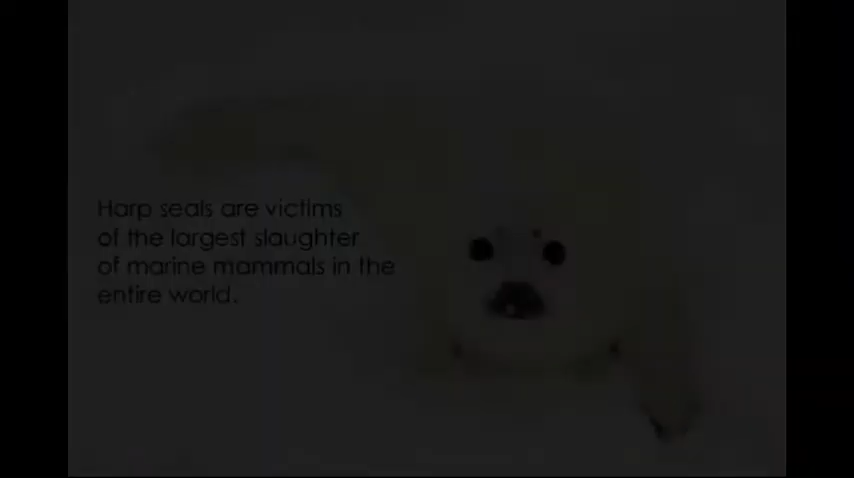 Harp seals are victims
of the largest slaughter
of marine mammals in the
entire world.